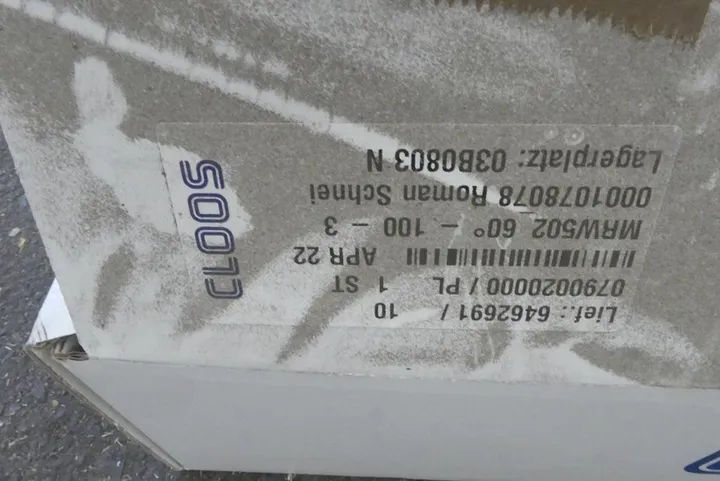 Lief.: 6462691 / 10
0790020000 / PL 1 ST
APR 22
MRW502 60° - 100 - 3
0001078078 Roman Schnei
Lagerplatz: 03B0803 N
CLOOS